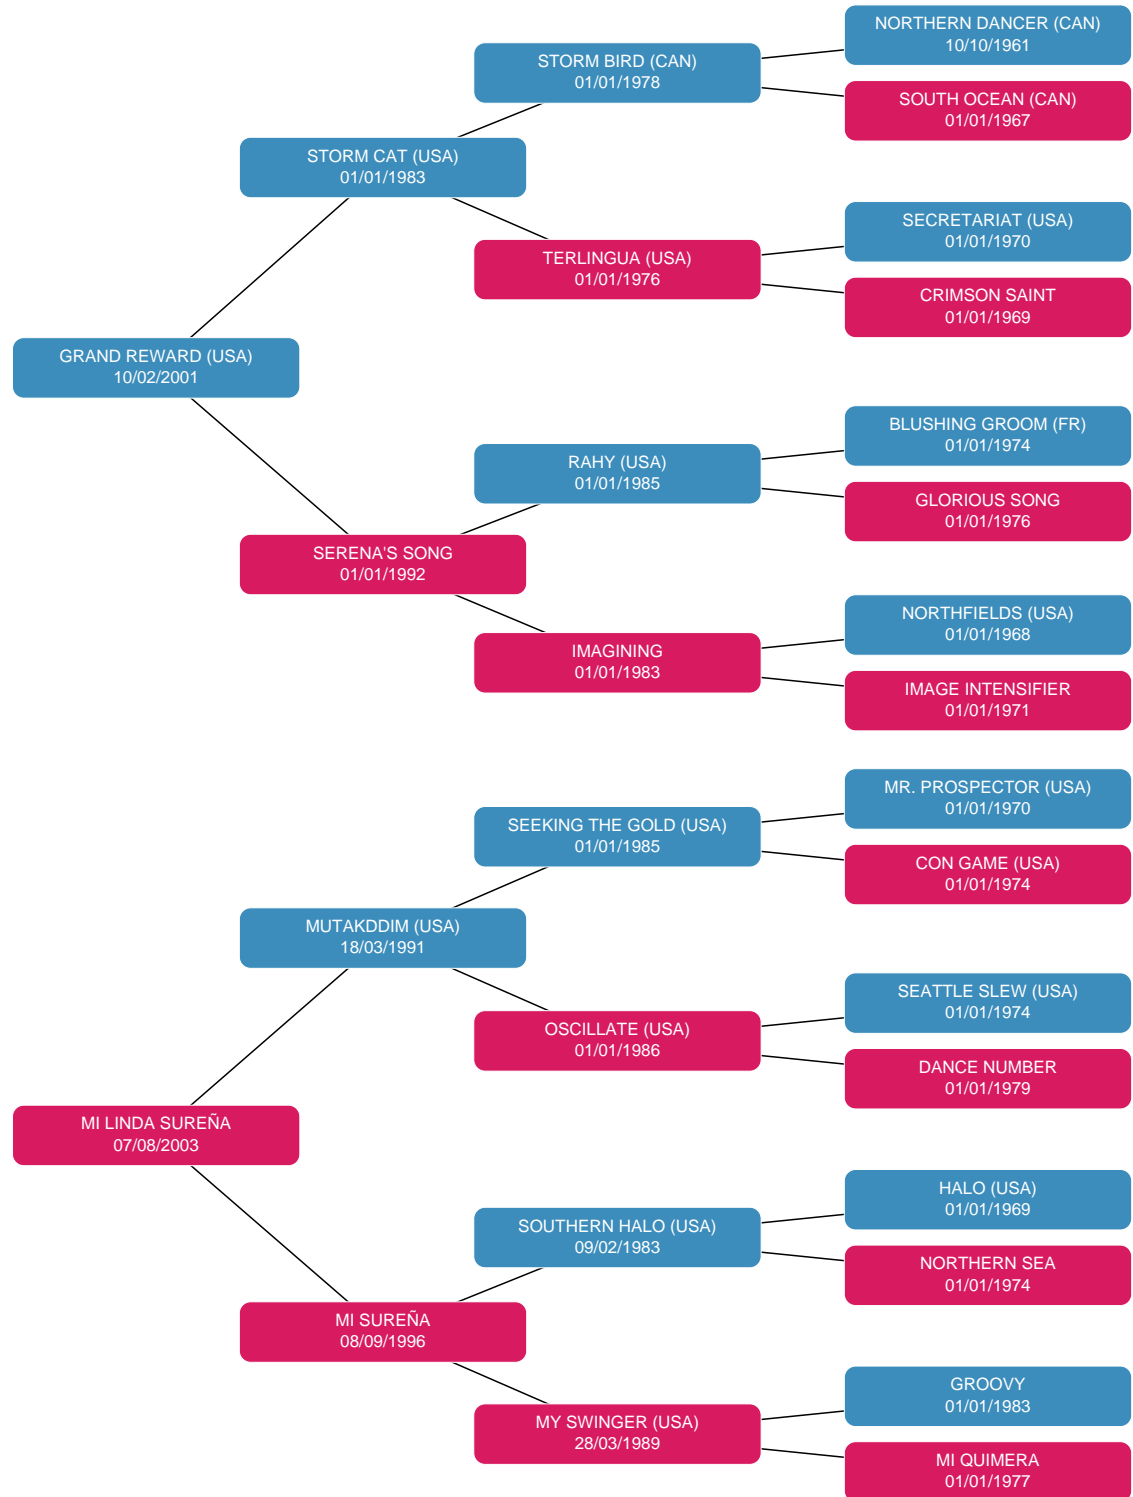 NORTHERN DANCER (CAN)
10/10/1961
STORM BIRD (CAN)
01/01/1978
SOUTH OCEAN (CAN)
01/01/1967
STORM CAT (USA)
01/01/1983
SECRETARIAT (USA)
01/01/1970
TERLINGUA (USA)
01/01/1976
CRIMSON SAINT
01/01/1969
GRAND REWARD (USA)
10/02/2001
BLUSHING GROOM (FR)
01/01/1974
RAHY (USA)
01/01/1985
GLORIOUS SONG
01/01/1976
SERENA'S SONG
01/01/1992
NORTHFIELDS (USA)
01/01/1968
IMAGINING
01/01/1983
IMAGE INTENSIFIER
01/01/1971
MR. PROSPECTOR (USA)
01/01/1970
SEEKING THE GOLD (USA)
01/01/1985
CON GAME (USA)
01/01/1974
MUTAKDDIM (USA)
18/03/1991
SEATTLE SLEW (USA)
01/01/1974
OSCILLATE (USA)
01/01/1986
DANCE NUMBER
01/01/1979
MI LINDA SUREÑA
07/08/2003
HALO (USA)
01/01/1969
SOUTHERN HALO (USA)
09/02/1983
NORTHERN SEA
01/01/1974
MI SUREÑA
08/09/1996
GROOVY
01/01/1983
MY SWINGER (USA)
28/03/1989
MI QUIMERA
01/01/1977